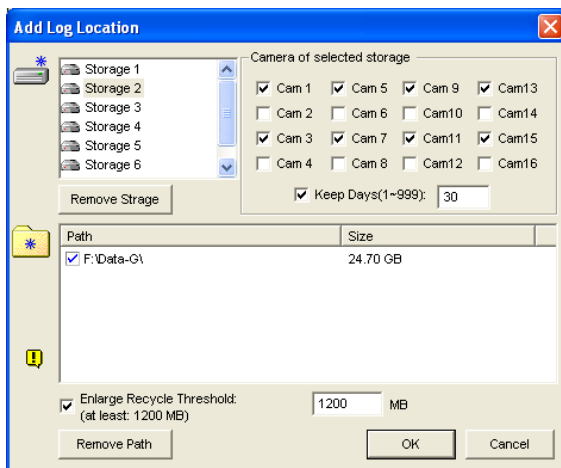 Add Log Location
Storage 1
Storage 2
Storage 3
Storage 4
Storage 5
Storage 6
Remove Strage
Camera of selected storage
Cam 1 Cam 5 Cam 9 Cam13
Cam 2 Cam 6 Cam10 Cam14
Cam 3 Cam 7 Cam11 Cam15
Cam 4 Cam 8 Cam12 Cam16
Keep Days(1~999): 30
Path Size
F:\Data-G\ 24.70 GB
Enlarge Recycle Threshold: 1200 MB
(at least: 1200 MB)
Remove Path OK Cancel